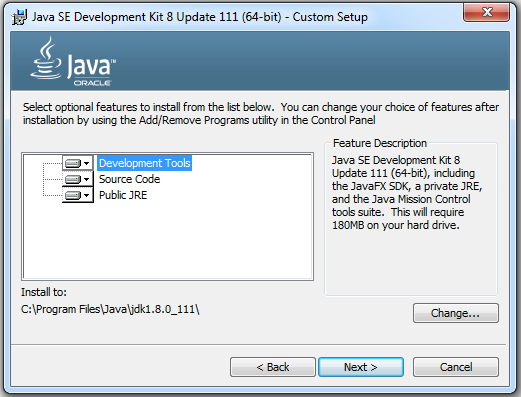 Java SE Development Kit 8 Update 111 (64-bit) - Custom Setup
Java™
ORACLE
Select optional features to install from the list below.  You can change your choice of features after
installation by using the Add/Remove Programs utility in the Control Panel
Development Tools
Source Code
Public JRE
Feature Description
Java SE Development Kit 8
Update 111 (64-bit), including
the JavaFX SDK, a private JRE,
and the Java Mission Control
tools suite.  This will require
180MB on your hard drive.
Install to:
C:\Program Files\Java\jdk1.8.0_111\
Change...
< Back
Next >
Cancel